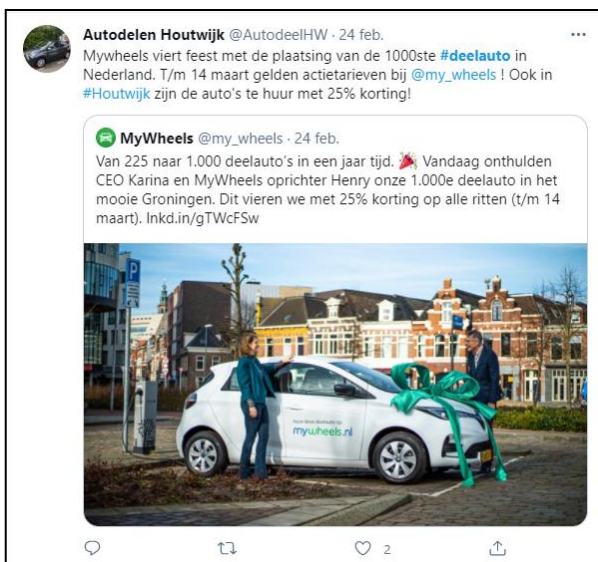 Autodelen Houtwijk @AutodeelHW · 24 feb.
Mywheels viert feest met de plaatsing van de 1000ste #deelauto in
Nederland. T/m 14 maart gelden actietarieven bij @my_wheels ! Ook in
#Houtwijk zijn de auto's te huur met 25% korting!
MyWheels @my_wheels · 24 feb.
Van 225 naar 1.000 deelauto's in een jaar tijd. 🎉 Vandaag onthulden
CEO Karina en MyWheels oprichter Henry onze 1.000e deelauto in het
mooie Groningen. Dit vieren we met 25% korting op alle ritten (t/m 14
maart). lnkd.in/gTWcFSw
P
mywheels.nl
2